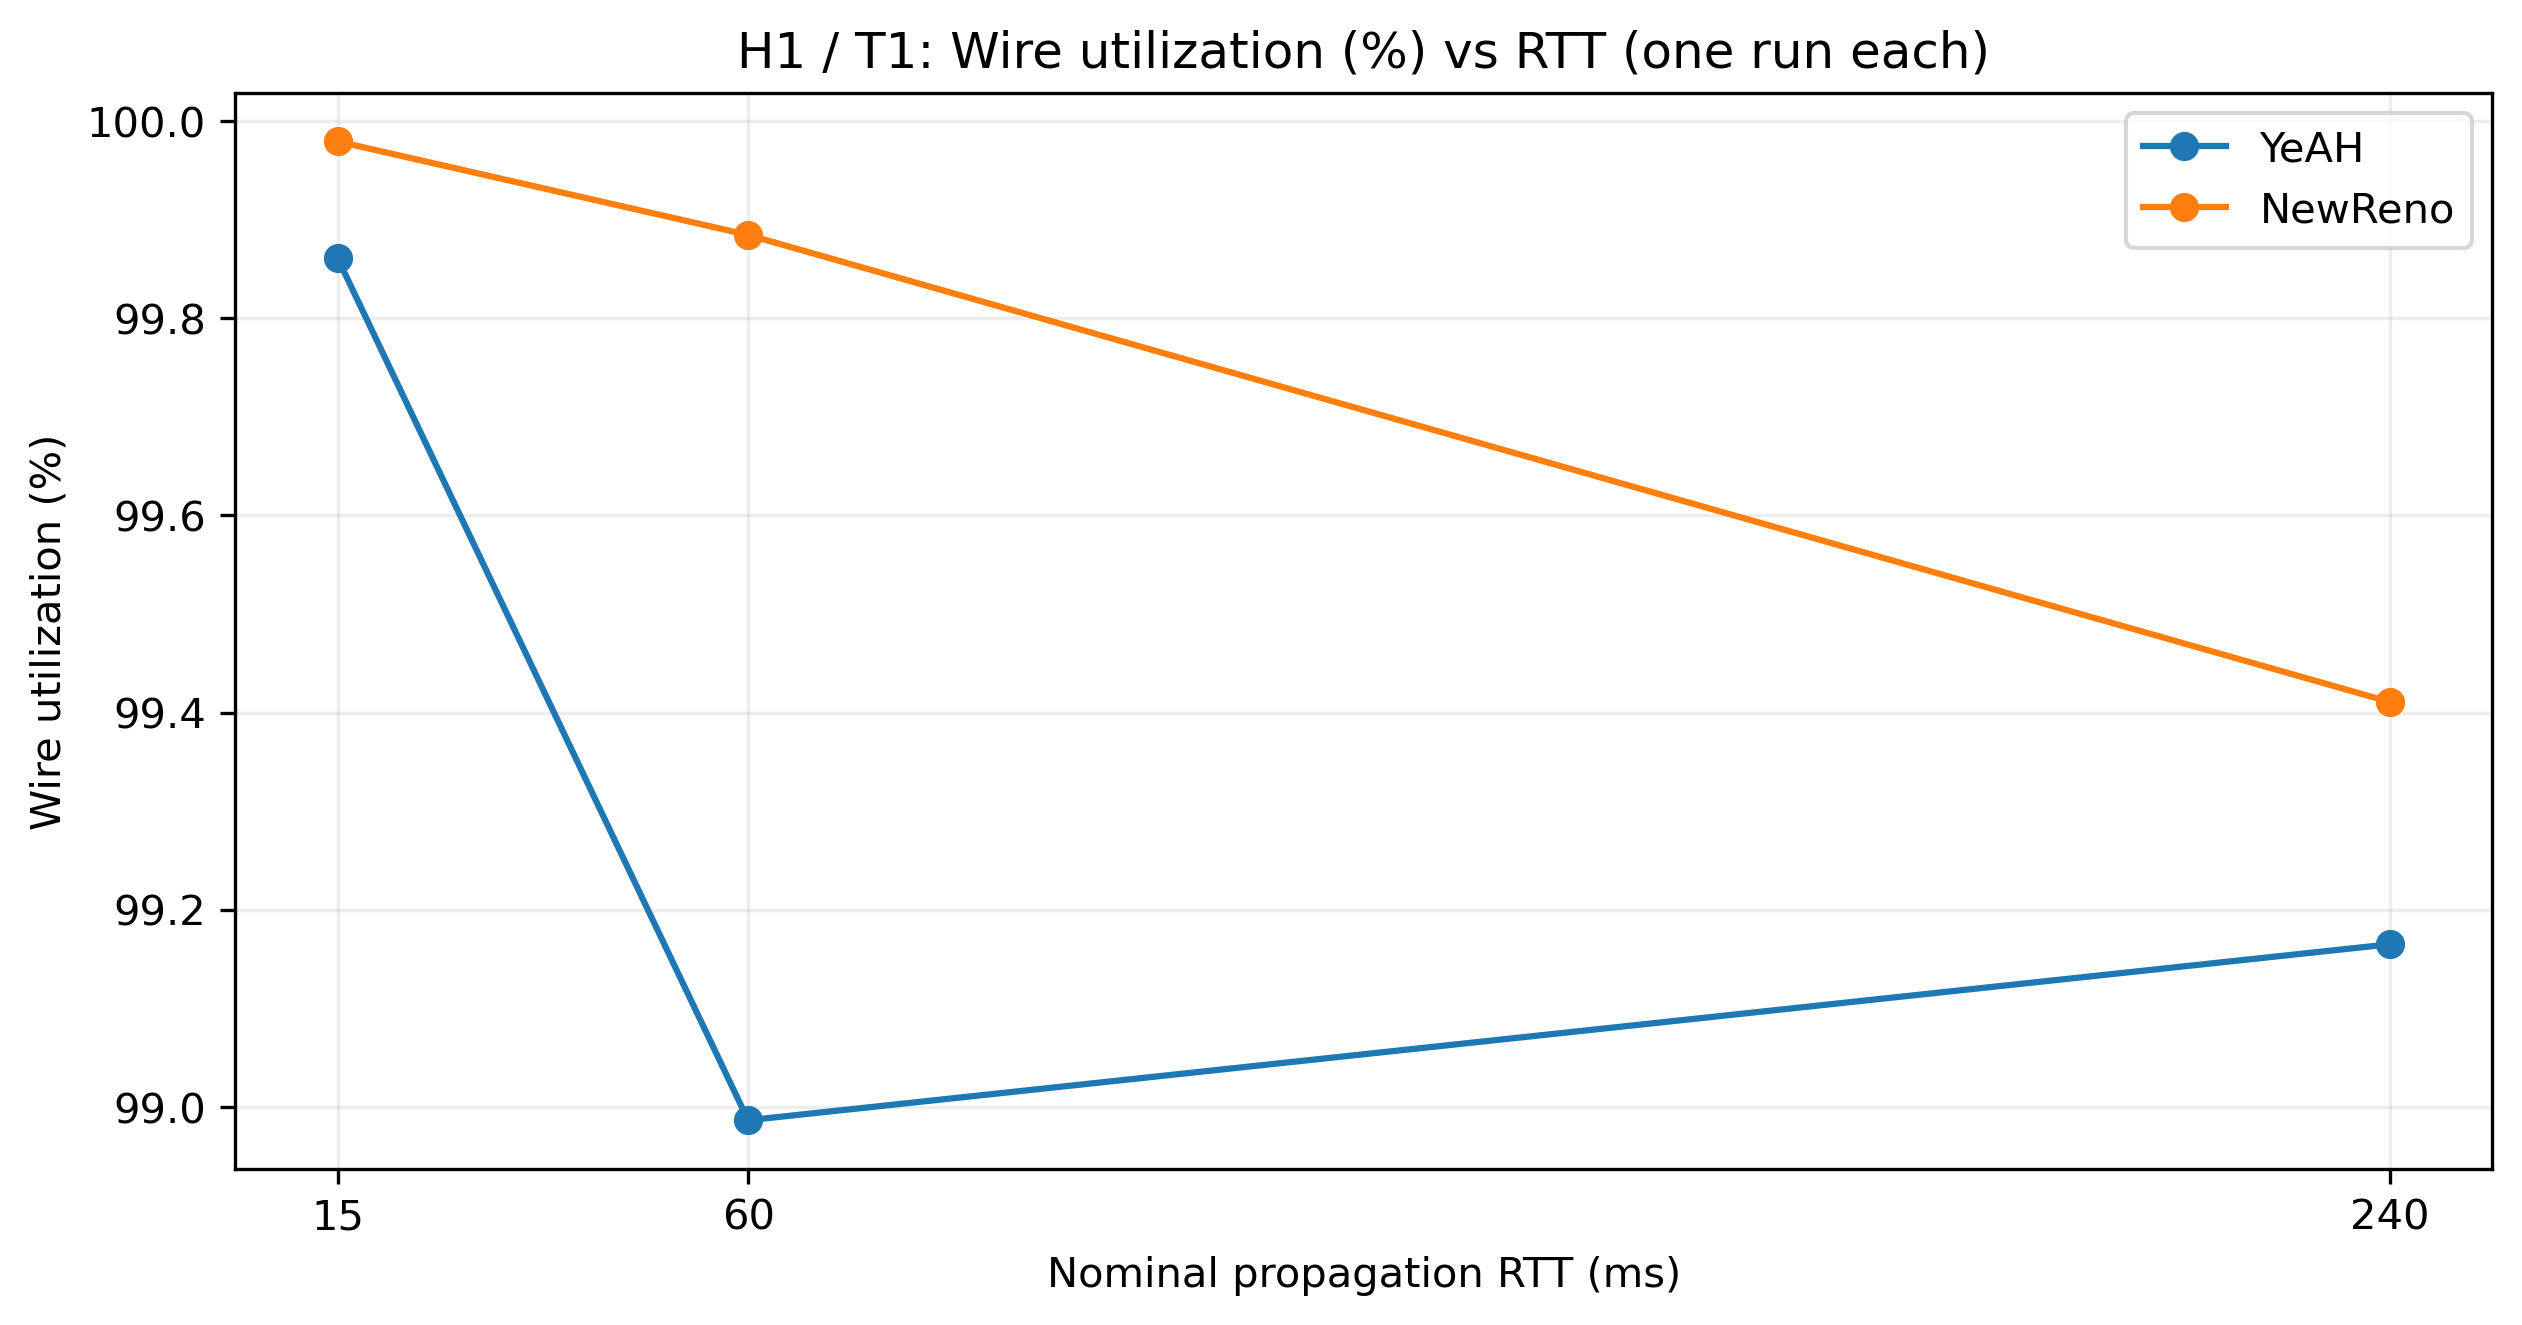 H1 / T1: Wire utilization (%) vs RTT (one run each)
YeAH
NewReno
Wire utilization (%)
100.0
99.8
99.6
99.4
99.2
99.0
15
60
240
Nominal propagation RTT (ms)